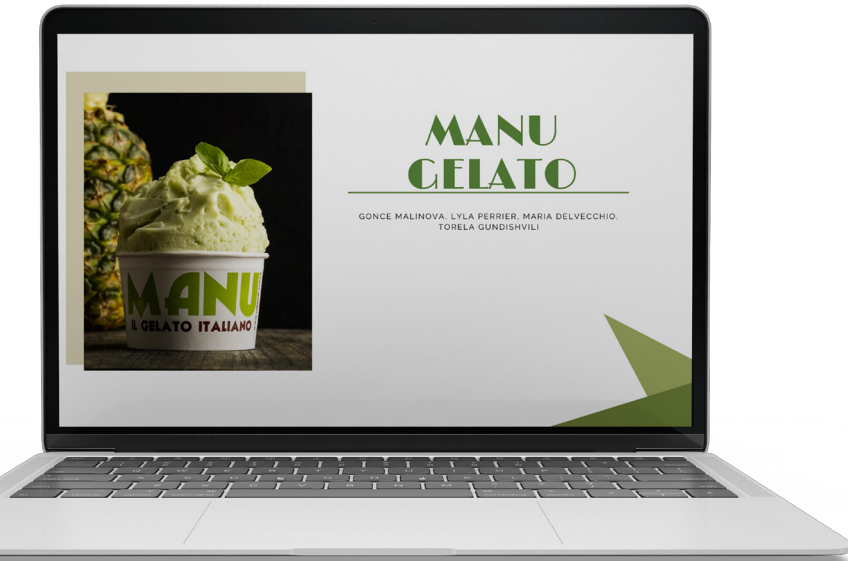 MANU
GELATO
GONCE MALINOVA, LYLA PERRIER, MARIA DELVECCHIO,
TORELA GUNDISHVILI
MANU
IL GELATO ITALIANO